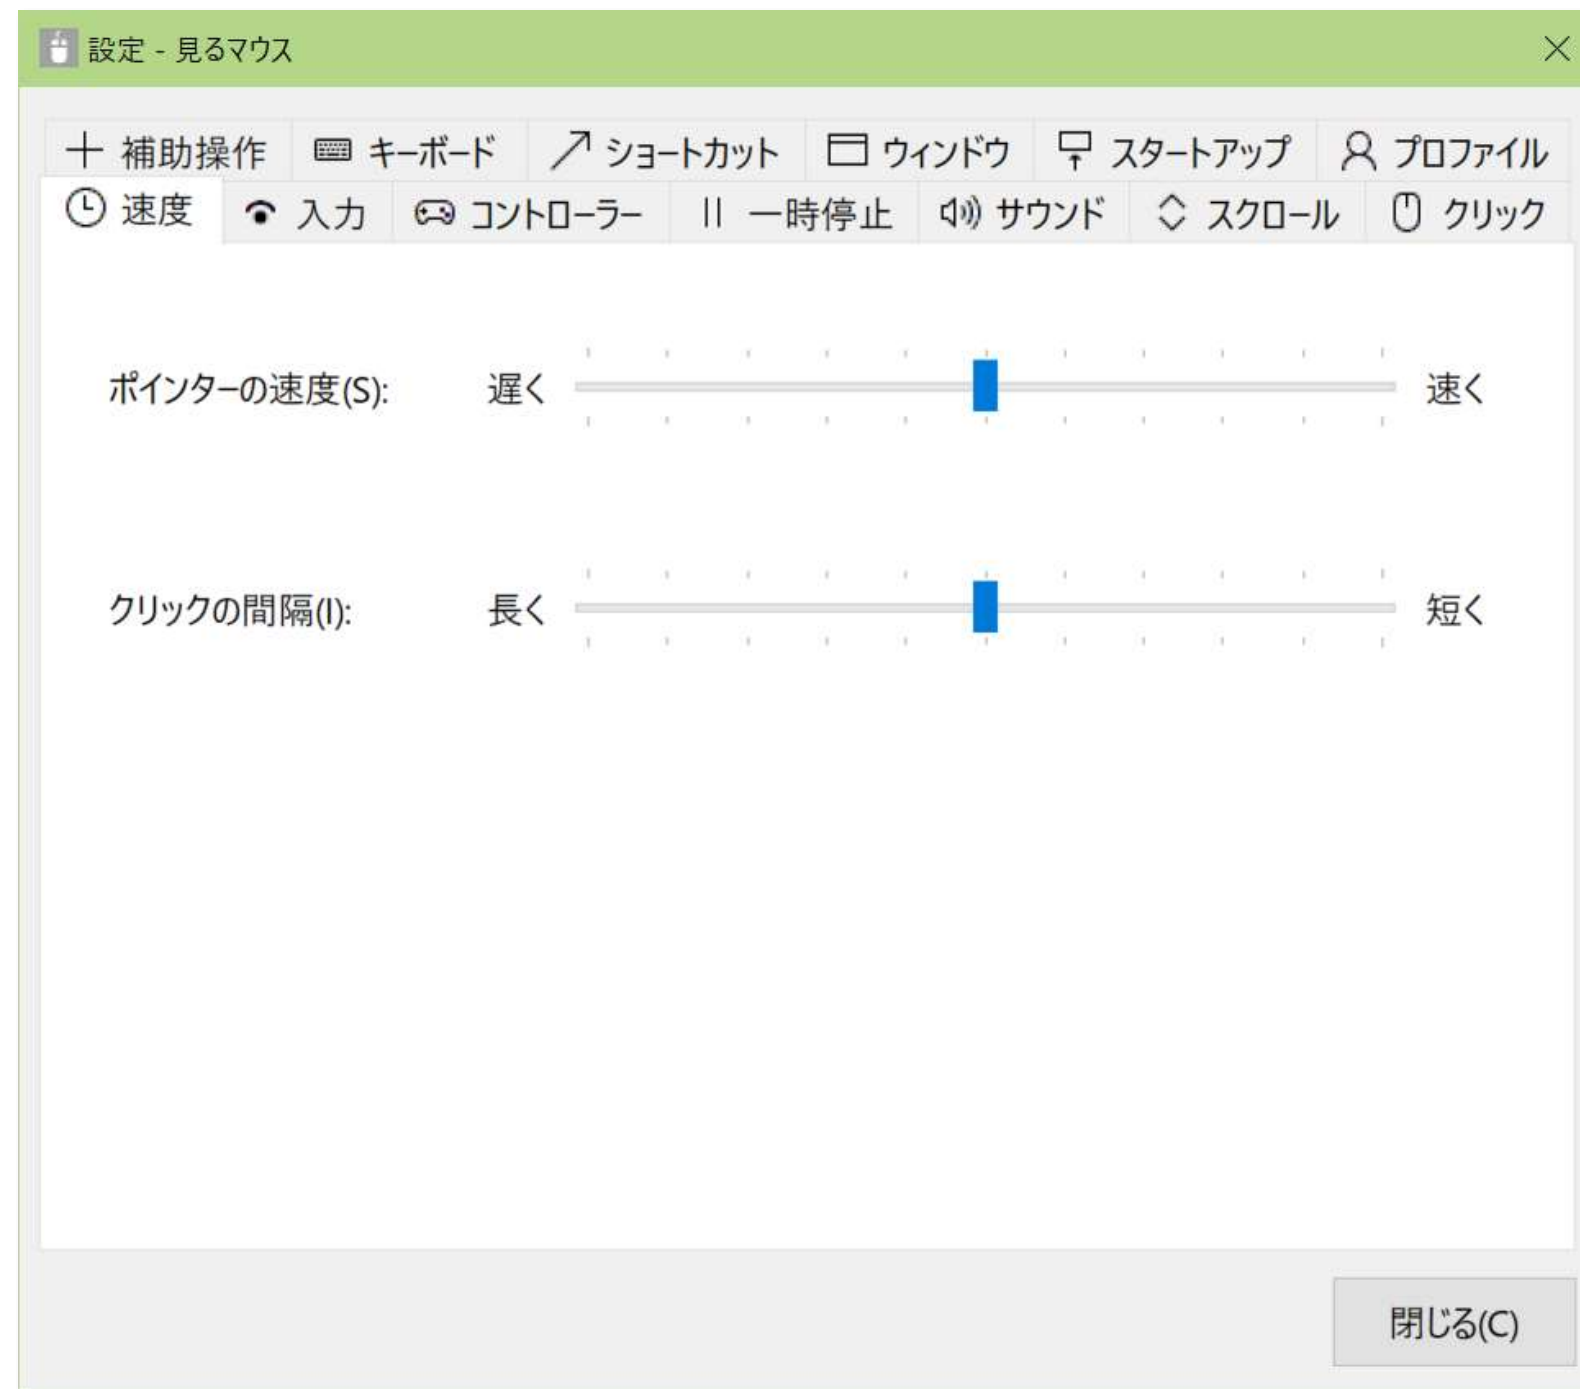 設定 - 見るマウス
補助操作 キーボード ショートカット ウィンドウ スタートアップ プロファイル
速度 入力 コントローラー 一時停止 サウンド スクロール クリック
ポインターの速度(S): 遅く 速く
クリックの間隔(I): 長く 短く
閉じる(C)